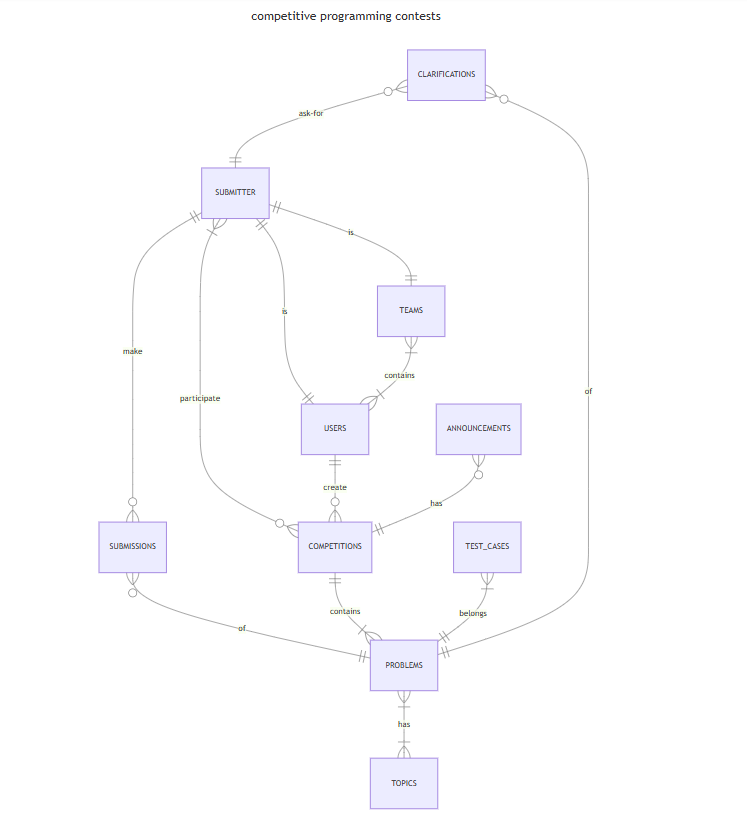 competitive programming contests
CLARIFICATIONS
ask-for
SUBMITTER
is
TEAMS
is
make
contains
of
participate
USERS
ANNOUNCEMENTS
create
has
SUBMISSIONS
COMPETITIONS
TEST_CASES
contains
belongs
of
PROBLEMS
has
TOPICS